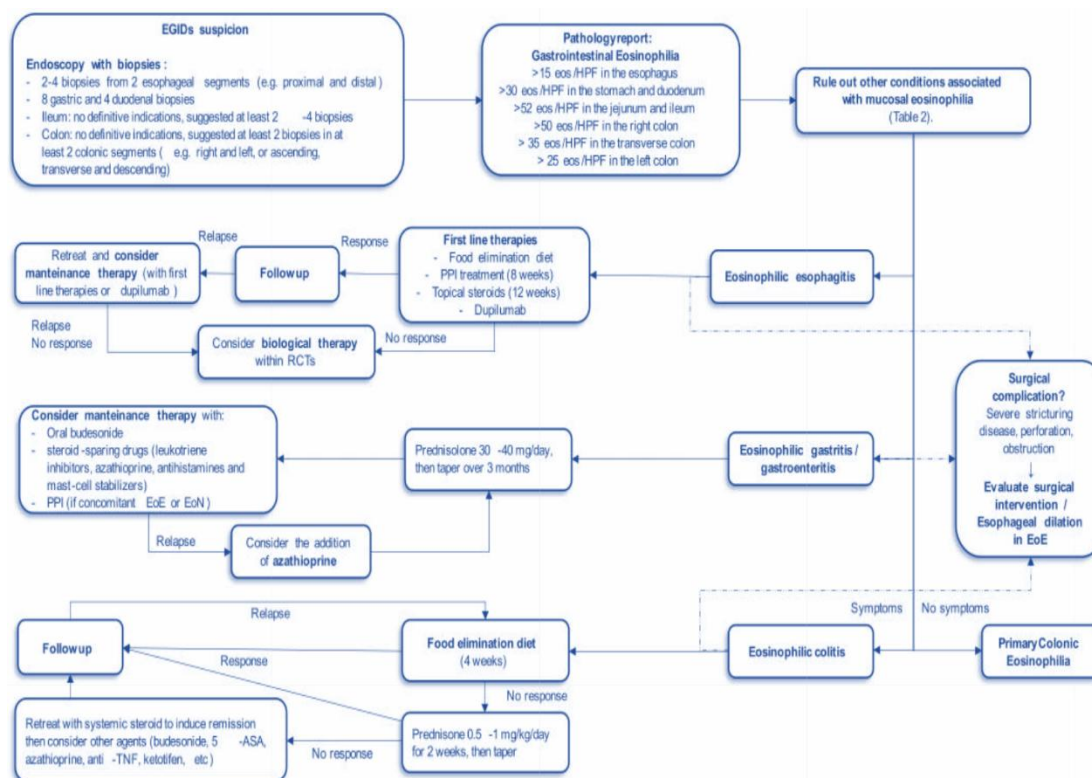 EGIDs suspicion
Endoscopy with biopsies :
- 2-4 biopsies from 2 esophageal segments (e.g. proximal and distal)
- 8 gastric and 4 duodenal biopsies
- Ileum: no definitive indications, suggested at least 2 -4 biopsies
- Colon: no definitive indications, suggested at least 2 biopsies in at
least 2 colonic segments ( e.g. right and left, or ascending,
transverse and descending)
Pathology report:
Gastrointestinal Eosinophilia
>15 eos /HPF in the esophagus
>30 eos /HPF in the stomach and duodenum
>52 eos /HPF in the jejunum and ileum
>50 eos /HPF in the right colon
> 35 eos /HPF in the transverse colon
> 25 eos /HPF in the left colon
Rule out other conditions associated
with mucosal eosinophilia
(Table 2).
Eosinophilic esophagitis
First line therapies
- Food elimination diet
- PPI treatment (8 weeks)
- Topical steroids (12 weeks)
- Dupilumab
Response
Follow up
Relapse
Retreat and consider
manteinance therapy (with first
line therapies or dupilumab )
Relapse
No response
Consider biological therapy
within RCTs
No response
Surgical
complication?
Severe stricturing
disease, perforation,
obstruction
Evaluate surgical
intervention /
Esophageal dilation
in EoE
Eosinophilic gastritis /
gastroenteritis
Prednisolone 30 -40 mg/day,
then taper over 3 months
Consider manteinance therapy with:
- Oral budesonide
- steroid -sparing drugs (leukotriene
inhibitors, azathioprine, antihistamines and
mast-cell stabilizers)
- PPI (if concomitant EoE or EoN )
Relapse
Consider the addition
of azathioprine
Symptoms
No symptoms
Eosinophilic colitis
Primary Colonic
Eosinophilia
Food elimination diet
(4 weeks)
Relapse
Follow up
Response
No response
Prednisone 0.5 -1 mg/kg/day
for 2 weeks, then taper
No response
Retreat with systemic steroid to induce remission
then consider other agents (budesonide, 5 -ASA,
azathioprine, anti -TNF, ketotifen, etc)